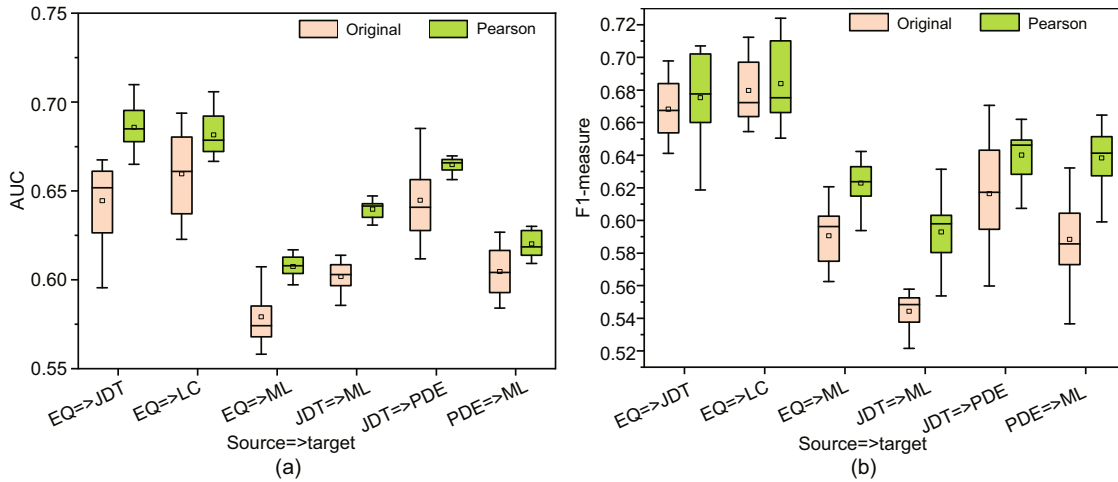 Original
Pearson
AUC
0.75
0.70
0.65
0.60
0.55
EQ=>JDT
EQ=>LC
EQ=>ML
JDT=>ML
JDT=>PDE
PDE=>ML
Source=>target
(a)
Original
Pearson
F1-measure
0.72
0.70
0.68
0.66
0.64
0.62
0.60
0.58
0.56
0.54
0.52
EQ=>JDT
EQ=>LC
EQ=>ML
JDT=>ML
JDT=>PDE
PDE=>ML
Source=>target
(b)